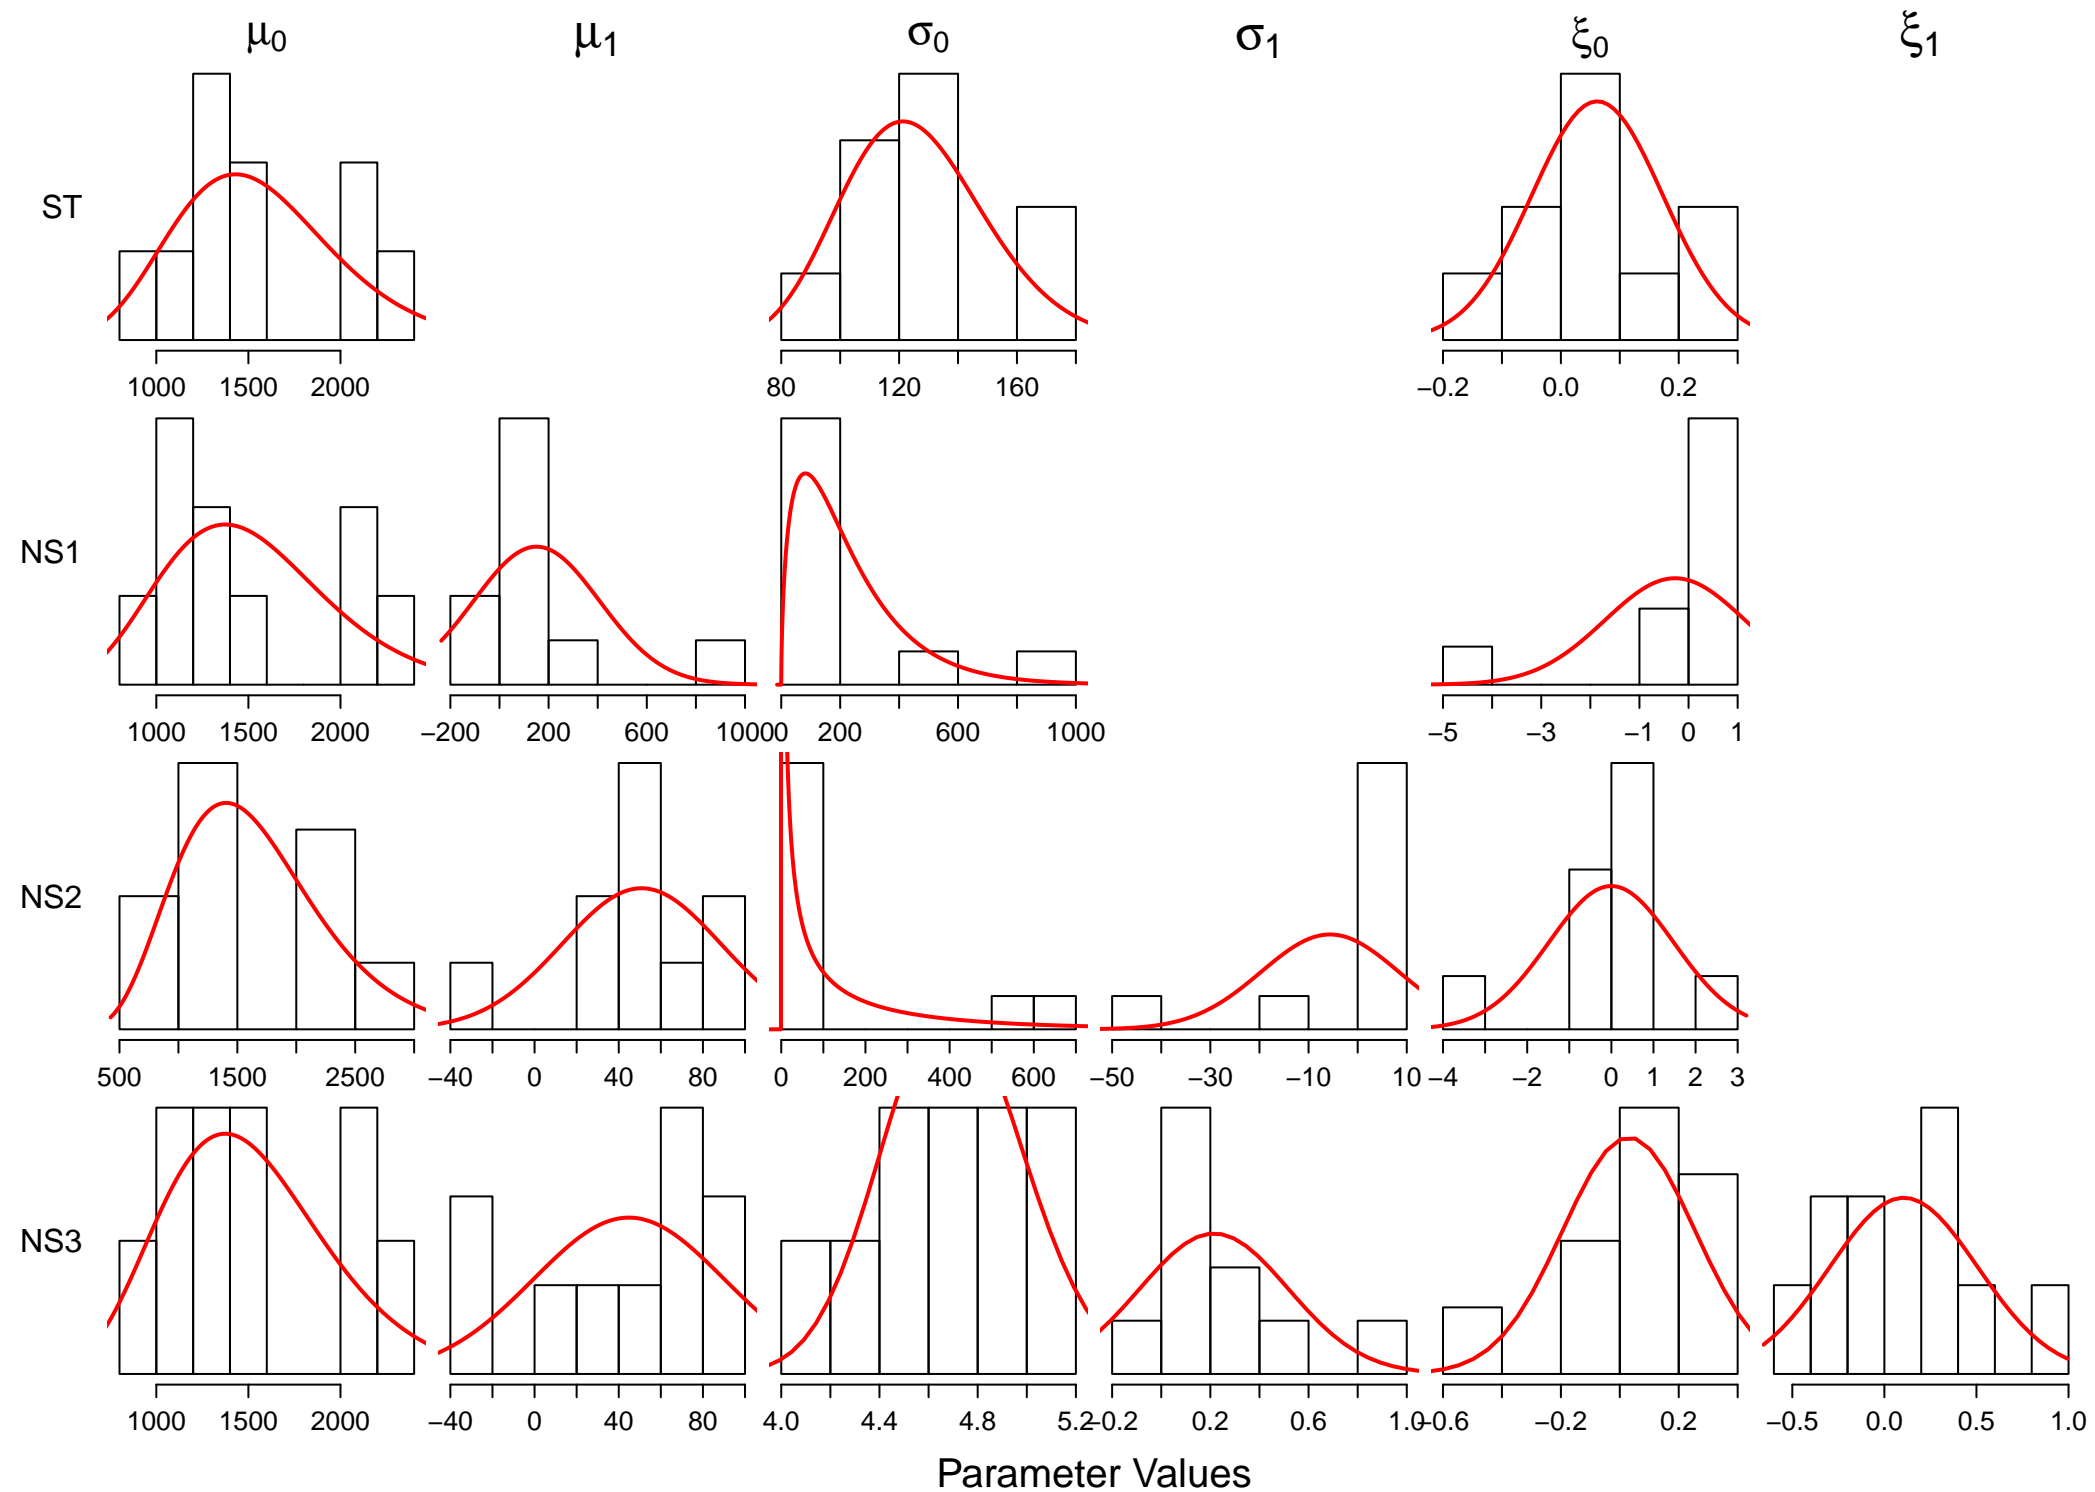 μ0 μ1 σ0 σ1 ξ0 ξ1
ST
1000 1500 2000 80 120 160 −0.2 0.0 0.2
NS1
1000 1500 2000 −200 200 600 1000 0 200 600 1000 −5 −3 −1 0 1
NS2
500 1500 2500 −40 0 40 80 0 200 400 600 −50 −30 −10 10 −4 −2 0 1 2 3
NS3
1000 1500 2000 −40 0 40 80 4.0 4.4 4.8 5.2 −0.2 0.2 0.6 1.0 −0.6 −0.2 0.2 −0.5 0.0 0.5 1.0
Parameter Values